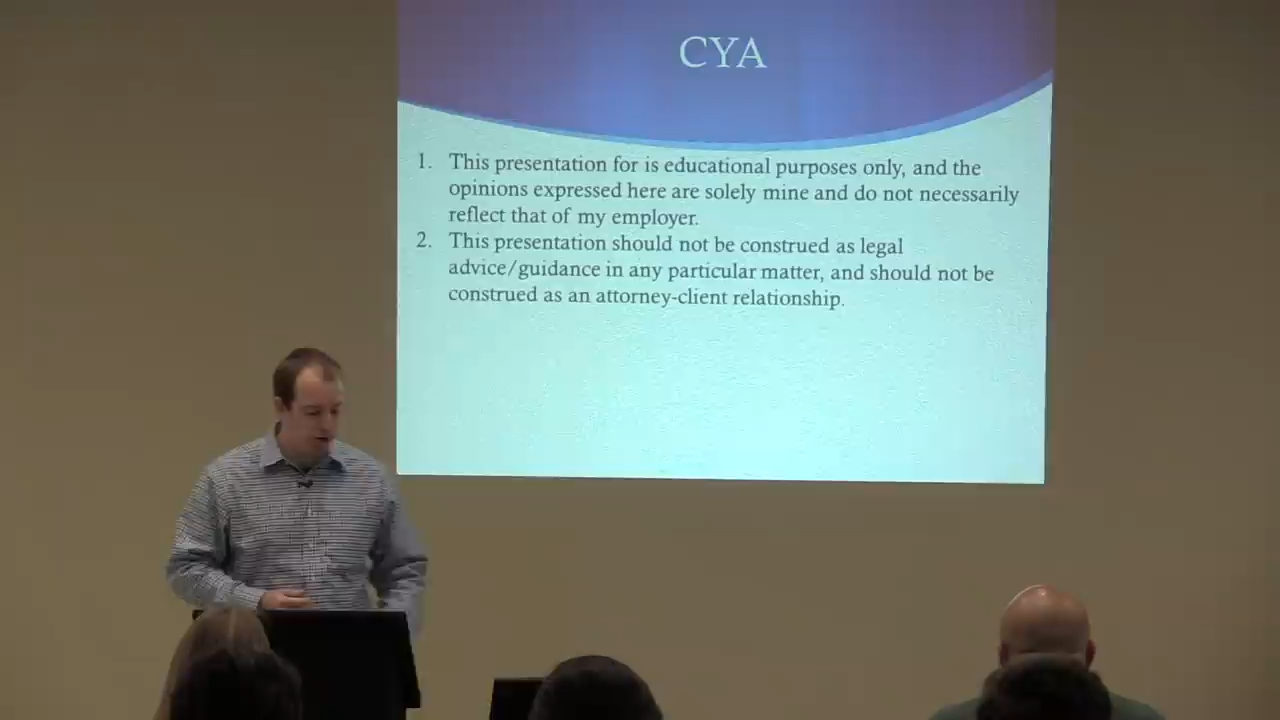 CYA
1. This presentation for is educational purposes only, and the
opinions expressed here are solely mine and do not necessarily
reflect that of my employer.
2. This presentation should not be construed as legal
advice/guidance in any particular matter, and should not be
construed as an attorney-client relationship.